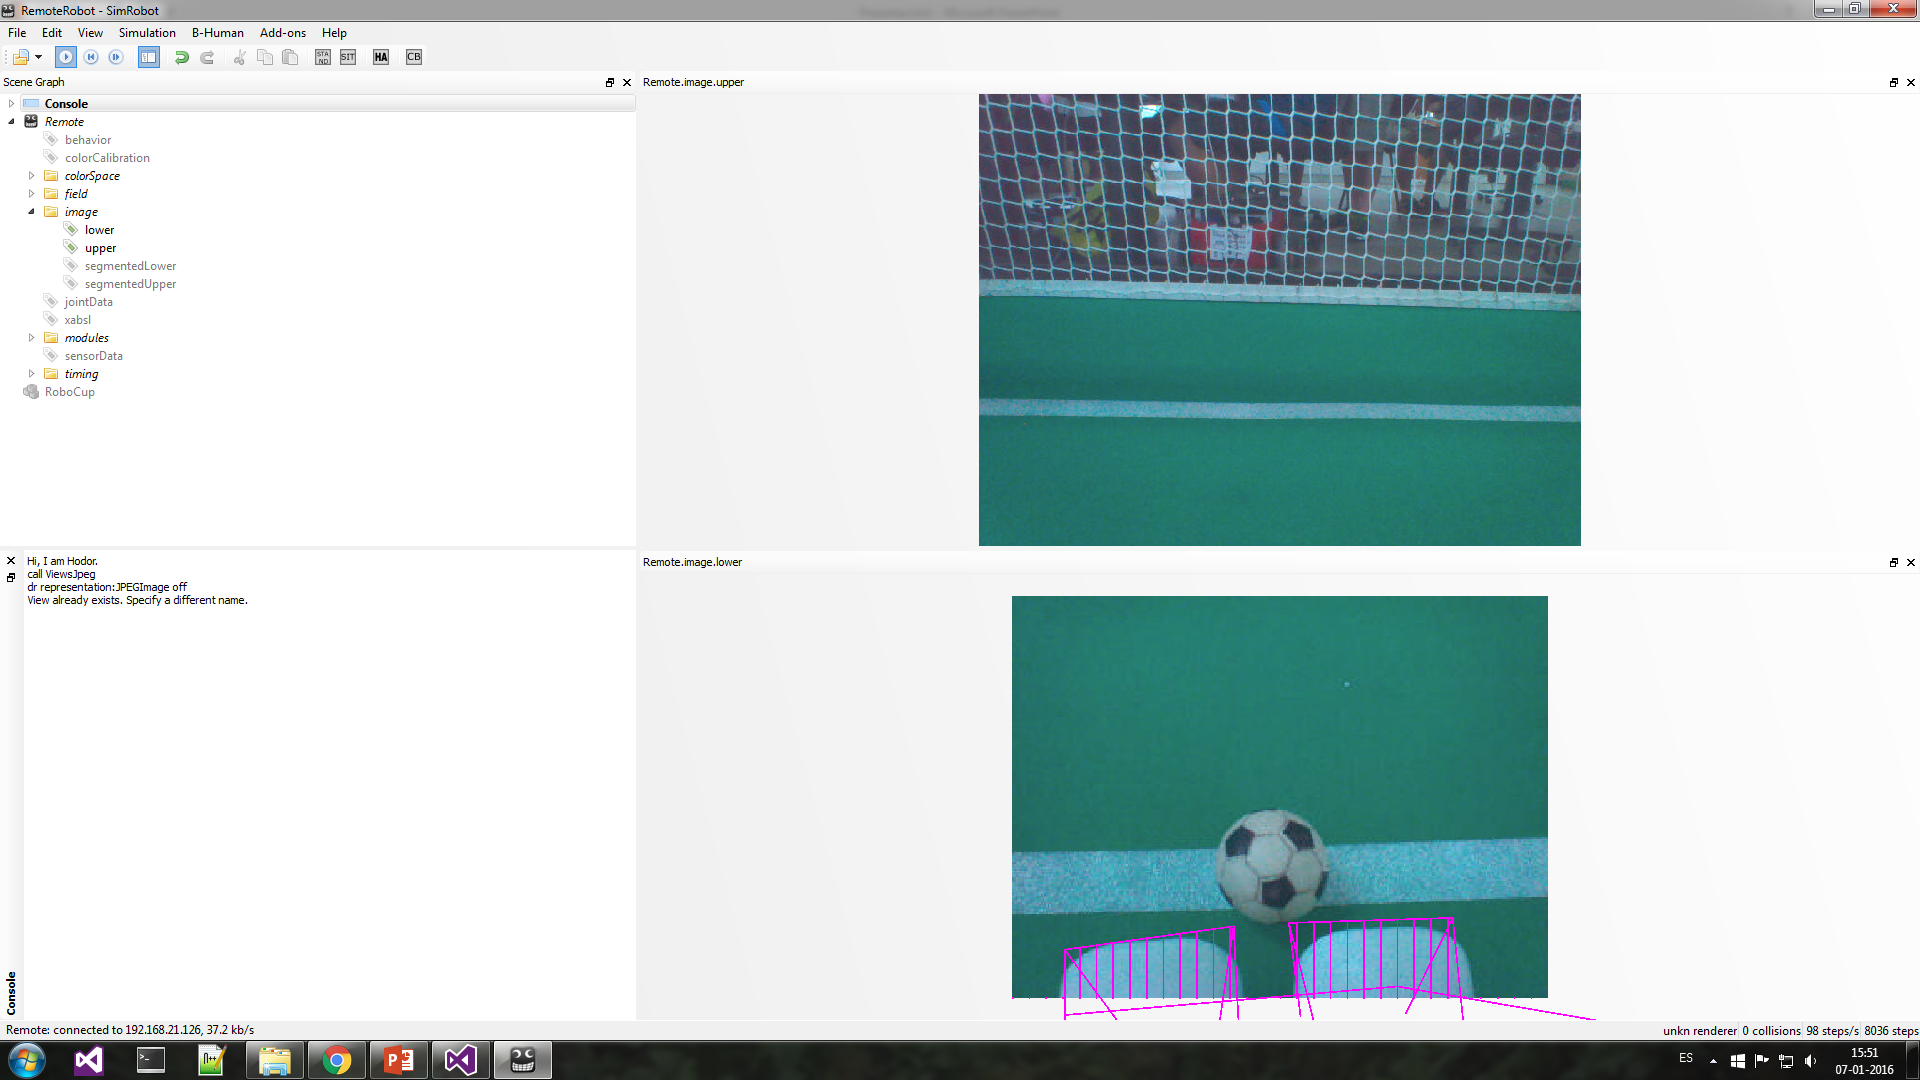 RemoteRobot - SimRobot
File Edit View Simulation B-Human Add-ons Help
STA ND SIT HA CB
Scene Graph
Console
Remote
behavior
colorCalibration
colorSpace
field
image
lower
upper
segmentedLower
segmentedUpper
jointData
xabsl
modules
sensorData
timing
RoboCup
Remote.image.upper
Hi, I am Hodor.
call ViewsJpeg
dr representation:JPEGImage off
View already exists. Specify a different name.
Console
Remote.image.lower
Remote: connected to 192.168.21.126, 37.2 kb/s
unkn renderer 0 collisions 98 steps/s 8036 steps
ES
15:51
07-01-2016